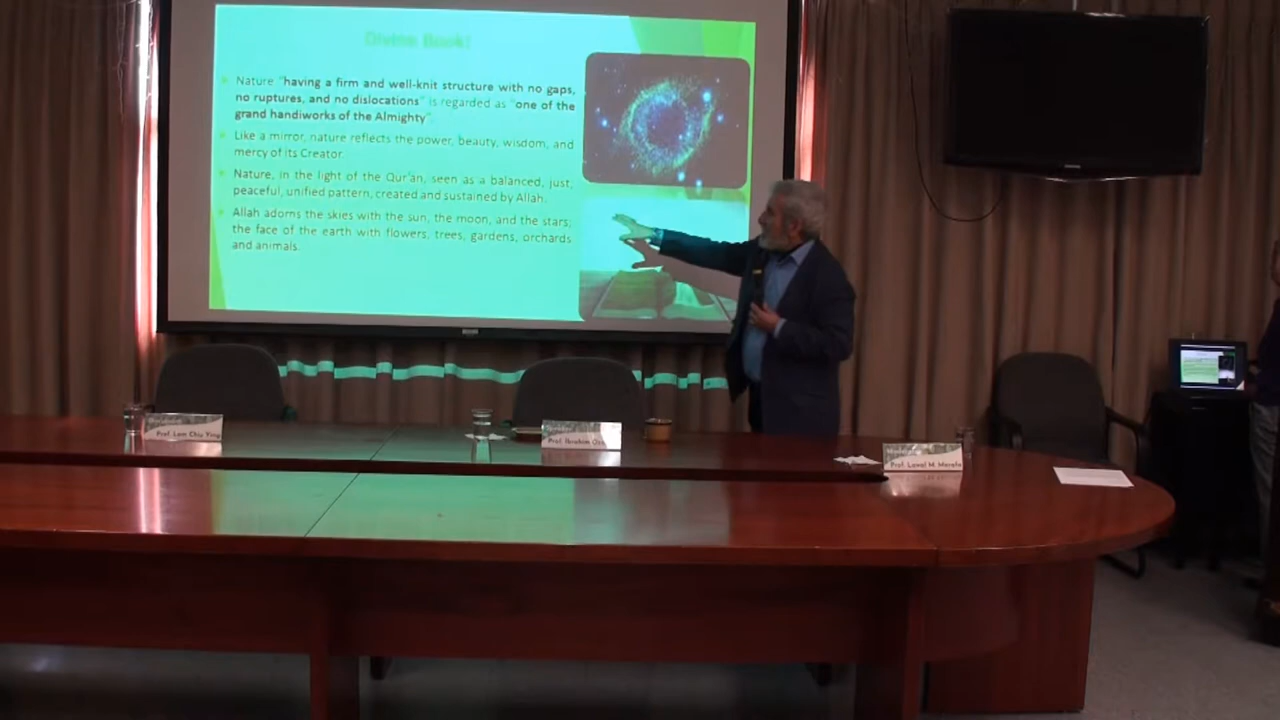 Divine Book!
Nature "having a firm and well-knit structure with no gaps,
no ruptures, and no dislocations" is regarded as "one of the
grand handiworks of the Almighty".
Like a mirror, nature reflects the power, beauty, wisdom, and
mercy of its Creator.
Nature, in the light of the Qur'an, seen as a balanced, just,
peaceful, unified pattern, created and sustained by Allah.
Allah adorns the skies with the sun, the moon, and the stars;
the face of the earth with flowers, trees, gardens, orchards
and animals.
Prof. Lam Chiu Ying
Prof. Ibrahim
Prof. Lawal M. Marafa